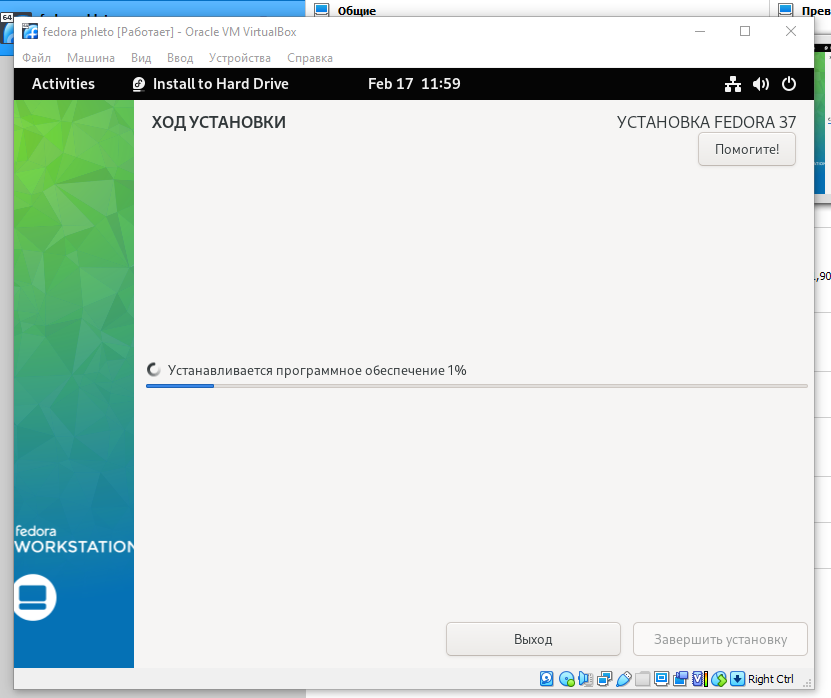 64
Общие
Прев
fedora phleto [Работает] - Oracle VM VirtualBox
Файл Машина Вид Ввод Устройства Справка
Activities Install to Hard Drive Feb 17 11:59
ХОД УСТАНОВКИ
УСТАНОВКА FEDORA 37
Помогите!
,90
Устанавливается программное обеспечение 1%
fedora
WORKSTATION
Выход
Завершить установку
Right Ctrl